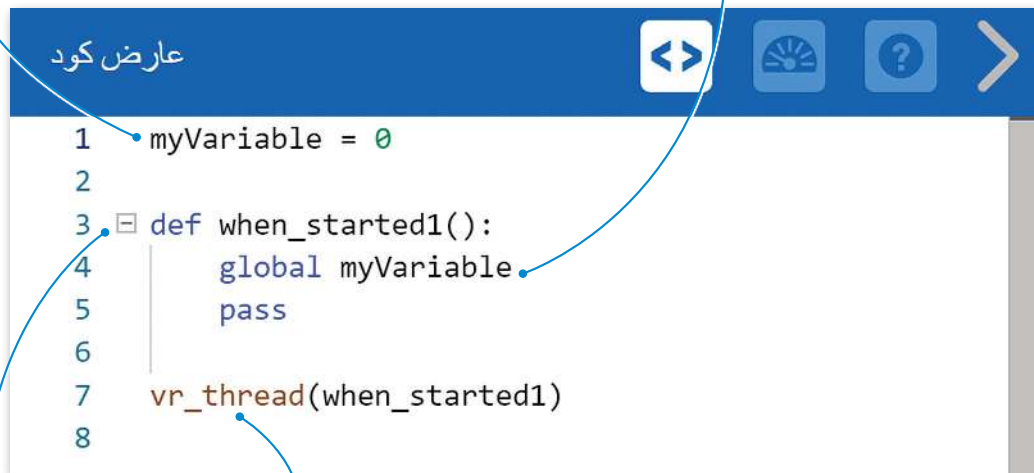 عارض كود
<> ?
1 myVariable = 0
2
3 def when_started1():
4 global myVariable
5 pass
6
7 vr_thread(when_started1)
8